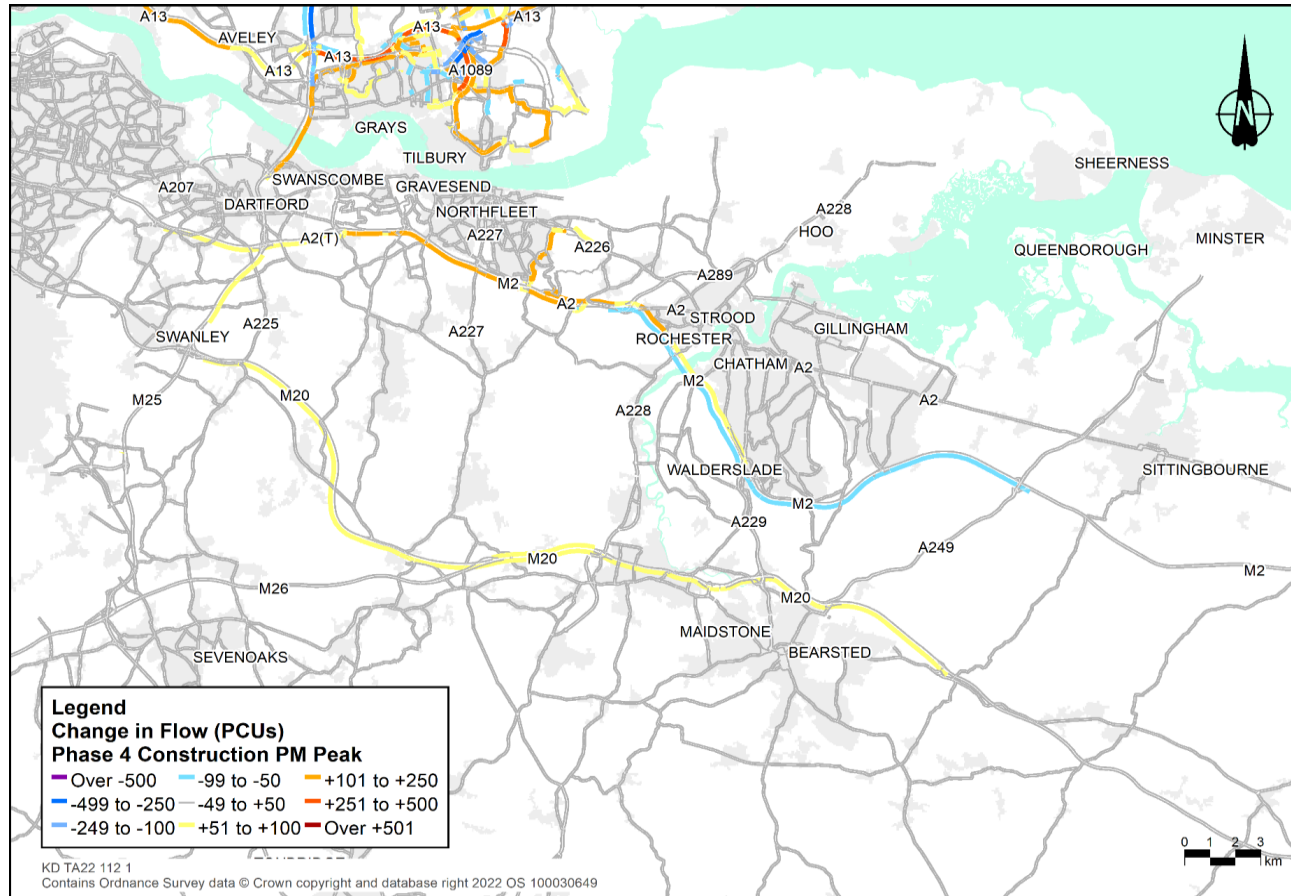 A13
A13
AVELEY
A13
A13
A13
A1089
GRAYS
TILBURY
SHEERNESS
SWANSCOMBE
A207
GRAVESEND
DARTFORD
NORTHFLEET
A228
HOO
A227
A2(T)
A226
MINSTER
QUEENBOROUGH
A289
M2
A2
A2
STROOD
A225
GILLINGHAM
SWANLEY
A227
ROCHESTER
CHATHAM
A2
M2
M20
M25
A2
A228
WALDERSLADE
SITTINGBOURNE
M2
A229
A249
M20
M2
M26
M20
MAIDSTONE
SEVENOAKS
BEARSTED
Legend
Change in Flow (PCUs)
Phase 4 Construction PM Peak
Over -500 -99 to -50 +101 to +250
-499 to -250 -49 to +50 +251 to +500
-249 to -100 +51 to +100 Over +501
N
0 1 2 3
km
KD TA22 112 1
Contains Ordnance Survey data © Crown copyright and database right 2022 OS 100030649